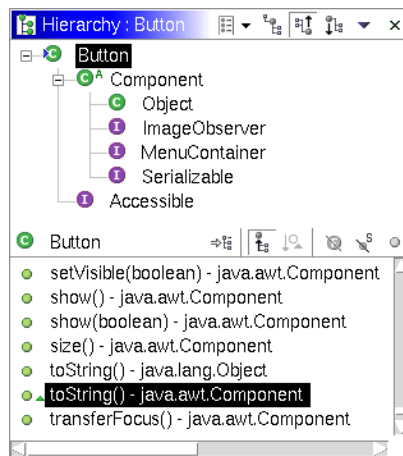 Hierarchy : Button
Button
C A Component
C Object
I ImageObserver
I MenuContainer
I Serializable
I Accessible
C Button
S
setVisible(boolean) - java.awt.Component
show() - java.awt.Component
show(boolean) - java.awt.Component
size() - java.awt.Component
toString() - java.lang.Object
toString() - java.awt.Component
transferFocus() - java.awt.Component